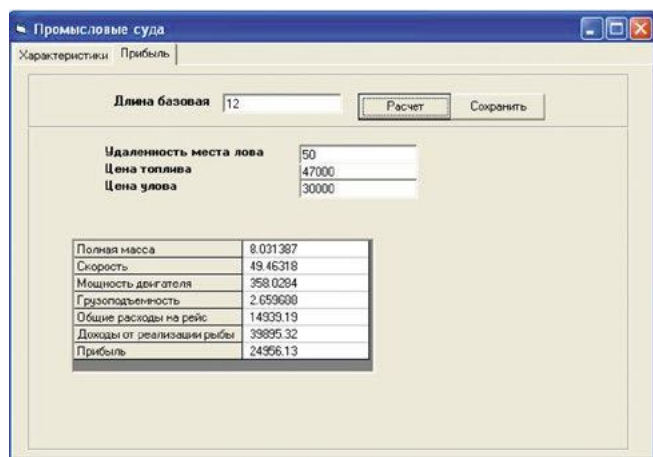 Промысловые суда
Характеристики Прибыль
Длина базовая 12 Расчет Сохранить
Удаленность места лова 50
Цена топлива 47000
Цена улова 30000
Полная масса 8.031387
Скорость 49.46318
Мощность двигателя 358.0284
Грузоподъемность 2.659688
Общие расходы на рейс 14939.19
Доходы от реализации рыбы 39895.32
Прибыль 24956.13